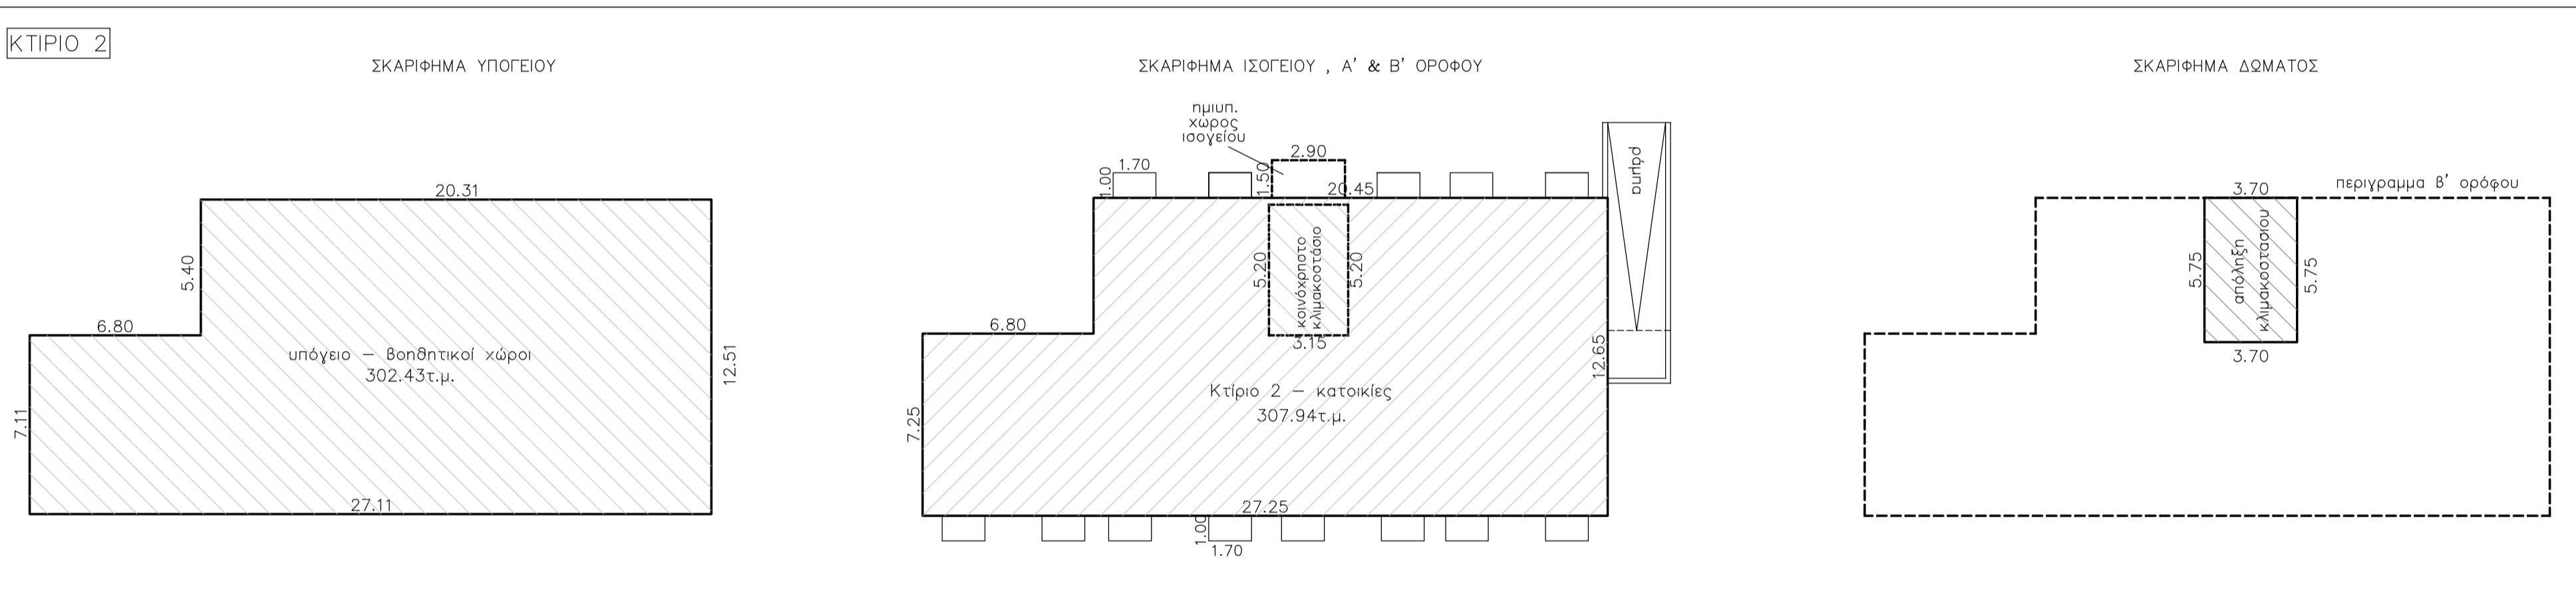 ΚΤΙΡΙΟ 2
ΣΚΑΡΙΦΗΜΑ ΥΠΟΓΕΙΟΥ
20.31
5.40
6.80
υπόγειο – βοηθητικοί χώροι
302.43τ.μ.
12.51
7.11
27.11
ΣΚΑΡΙΦΗΜΑ ΙΣΟΓΕΙΟΥ , Α' & Β' ΟΡΟΦΟΥ
ημιυπ.
χώρος
ισογείου
2.90
1.70
1.00
1.50
20.45
ράμπα
5.20
κοινόχρηστο
κλιμακοστάσιο
5.20
6.80
3.15
12.65
Κτίριο 2 – κατοικίες
307.94τ.μ.
7.25
27.25
1.00
1.70
ΣΚΑΡΙΦΗΜΑ ΔΩΜΑΤΟΣ
3.70
περιγραμμα β' ορόφου
5.75
απόληξη
κλιμακοστασιου
5.75
3.70